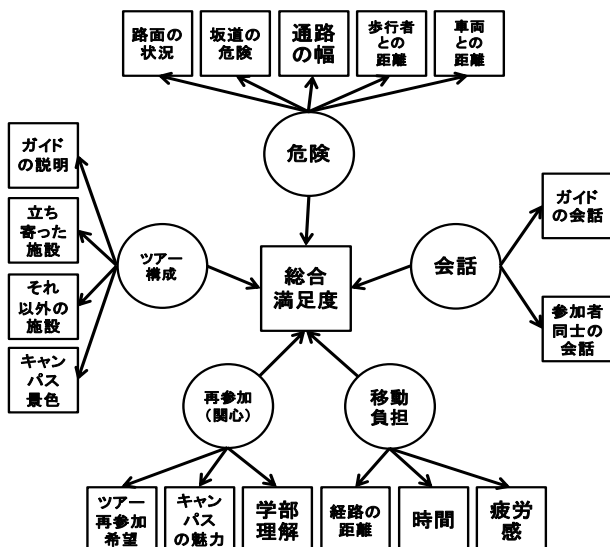 路面の
状況
坂道の
危険
通路
の幅
歩行者
との
距離
車両
との
距離
危険
ガイド
の説明
立ち
寄った
施設
それ
以外の
施設
キャン
パス
景色
ツアー
構成
総合
満足度
会話
ガイド
の会話
参加者
同士の
会話
再参加
(関心)
移動
負担
ツアー
再参加
希望
キャン
パス
の魅力
学部
理解
経路の
距離
時間
疲労
感